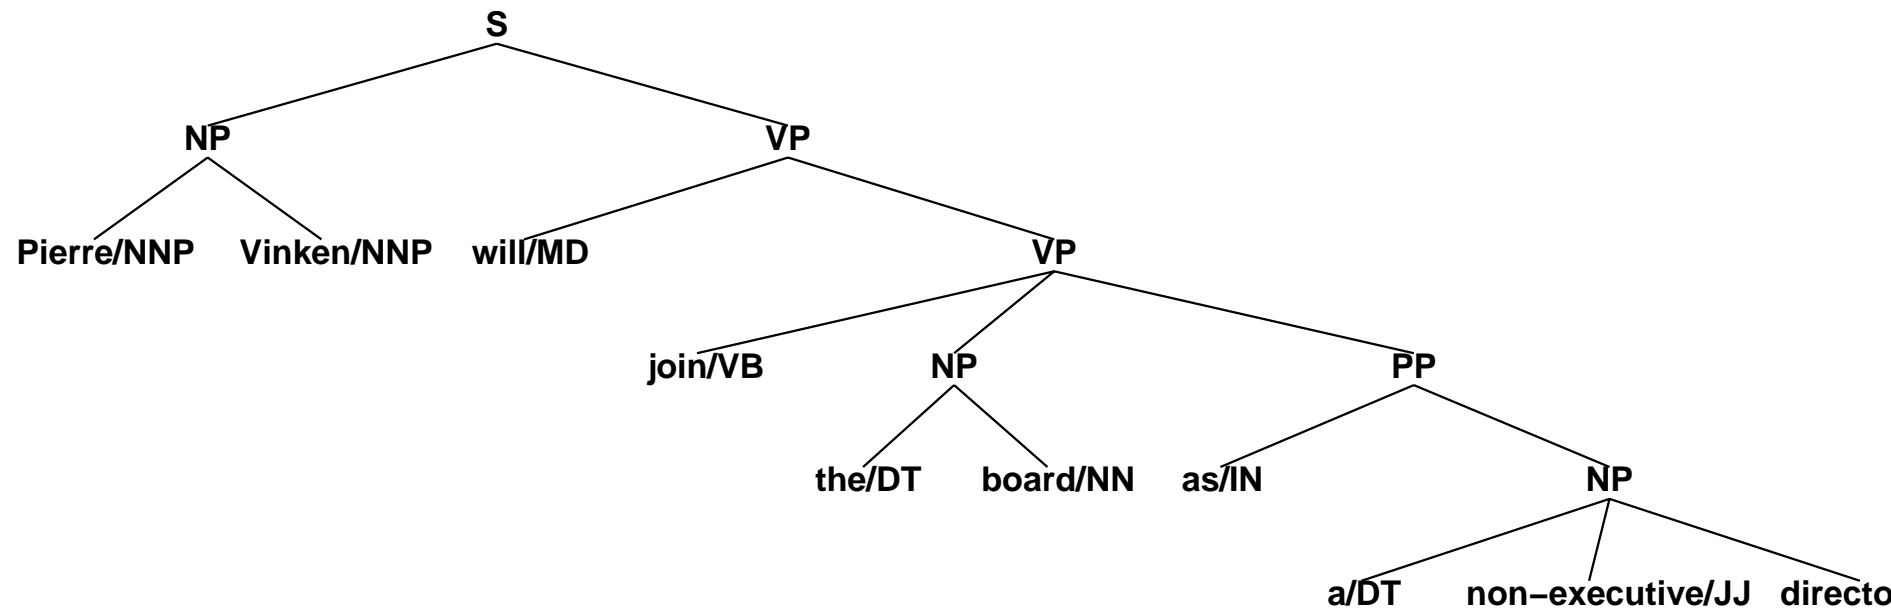 S
NP VP
Pierre/NNP Vinken/NNP will/MD VP
join/VB NP PP
the/DT board/NN as/IN NP
a/DT non−executive/JJ directo